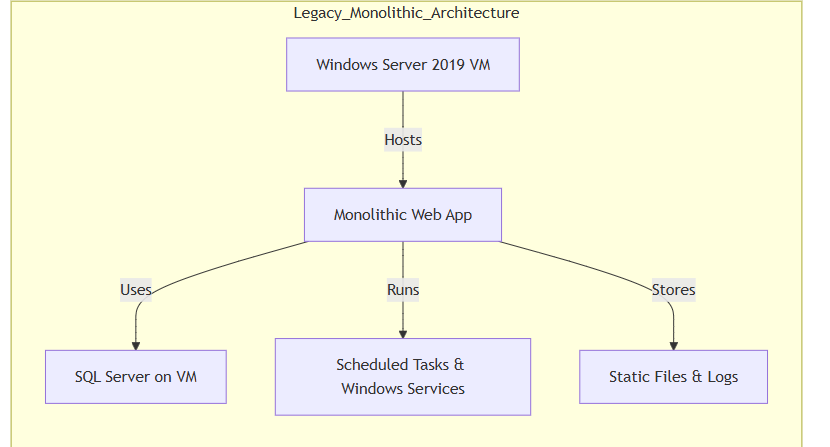 Legacy_Monolithic_Architecture
Windows Server 2019 VM
Hosts
Monolithic Web App
Uses
Runs
Stores
SQL Server on VM
Scheduled Tasks &
Windows Services
Static Files & Logs